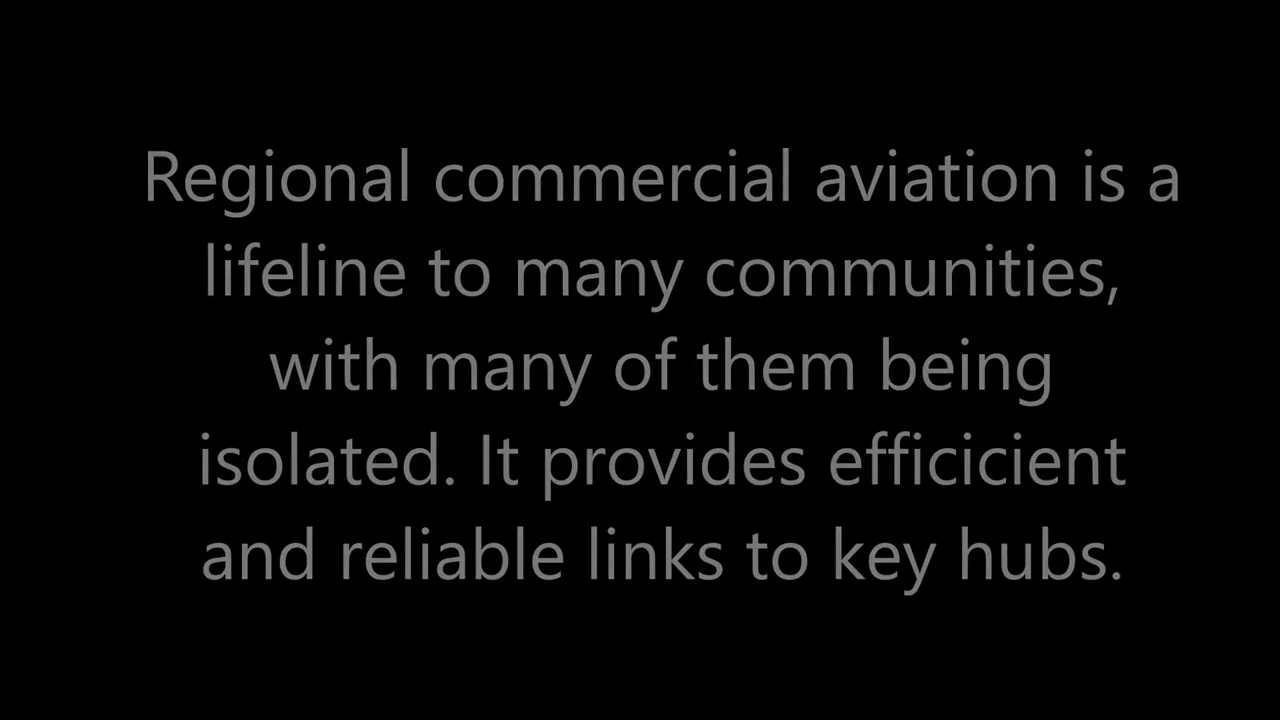 Regional commercial aviation is a
lifeline to many communities,
with many of them being
isolated. It provides efficicient
and reliable links to key hubs.